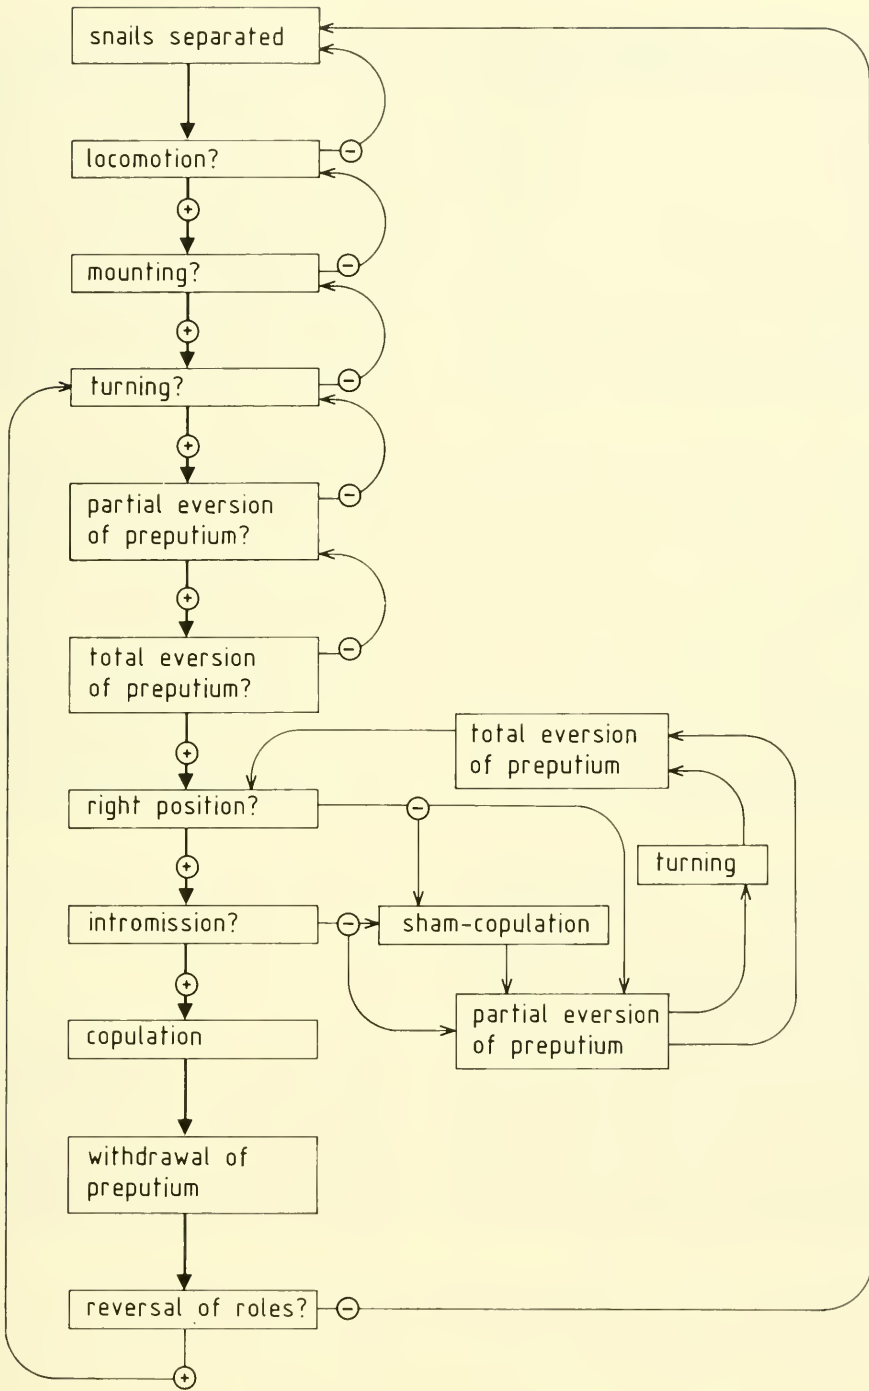 snails separated
−
locomotion?
+
−
mounting?
+
−
turning?
+
−
partial eversion
of preputium?
+
−
total eversion
of preputium?
+
total eversion
of preputium
right position?
−
turning
+
intromission?
−
sham-copulation
+
partial eversion
of preputium
copulation
withdrawal of
preputium
reversal of roles?
−
+